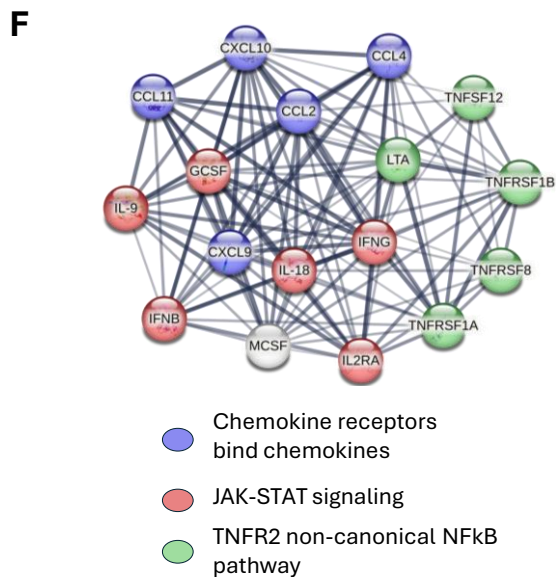 F
CXCL10
CCL4
CCL11
CCL2
TNFSF12
LTA
GCSF
TNFRSF1B
IL-9
CXCL9
IFNG
IL-18
TNFRSF8
IFNB
MCSF
IL2RA
TNFRSF1A
Chemokine receptors
bind chemokines
JAK-STAT signaling
TNFR2 non-canonical NFkB
pathway